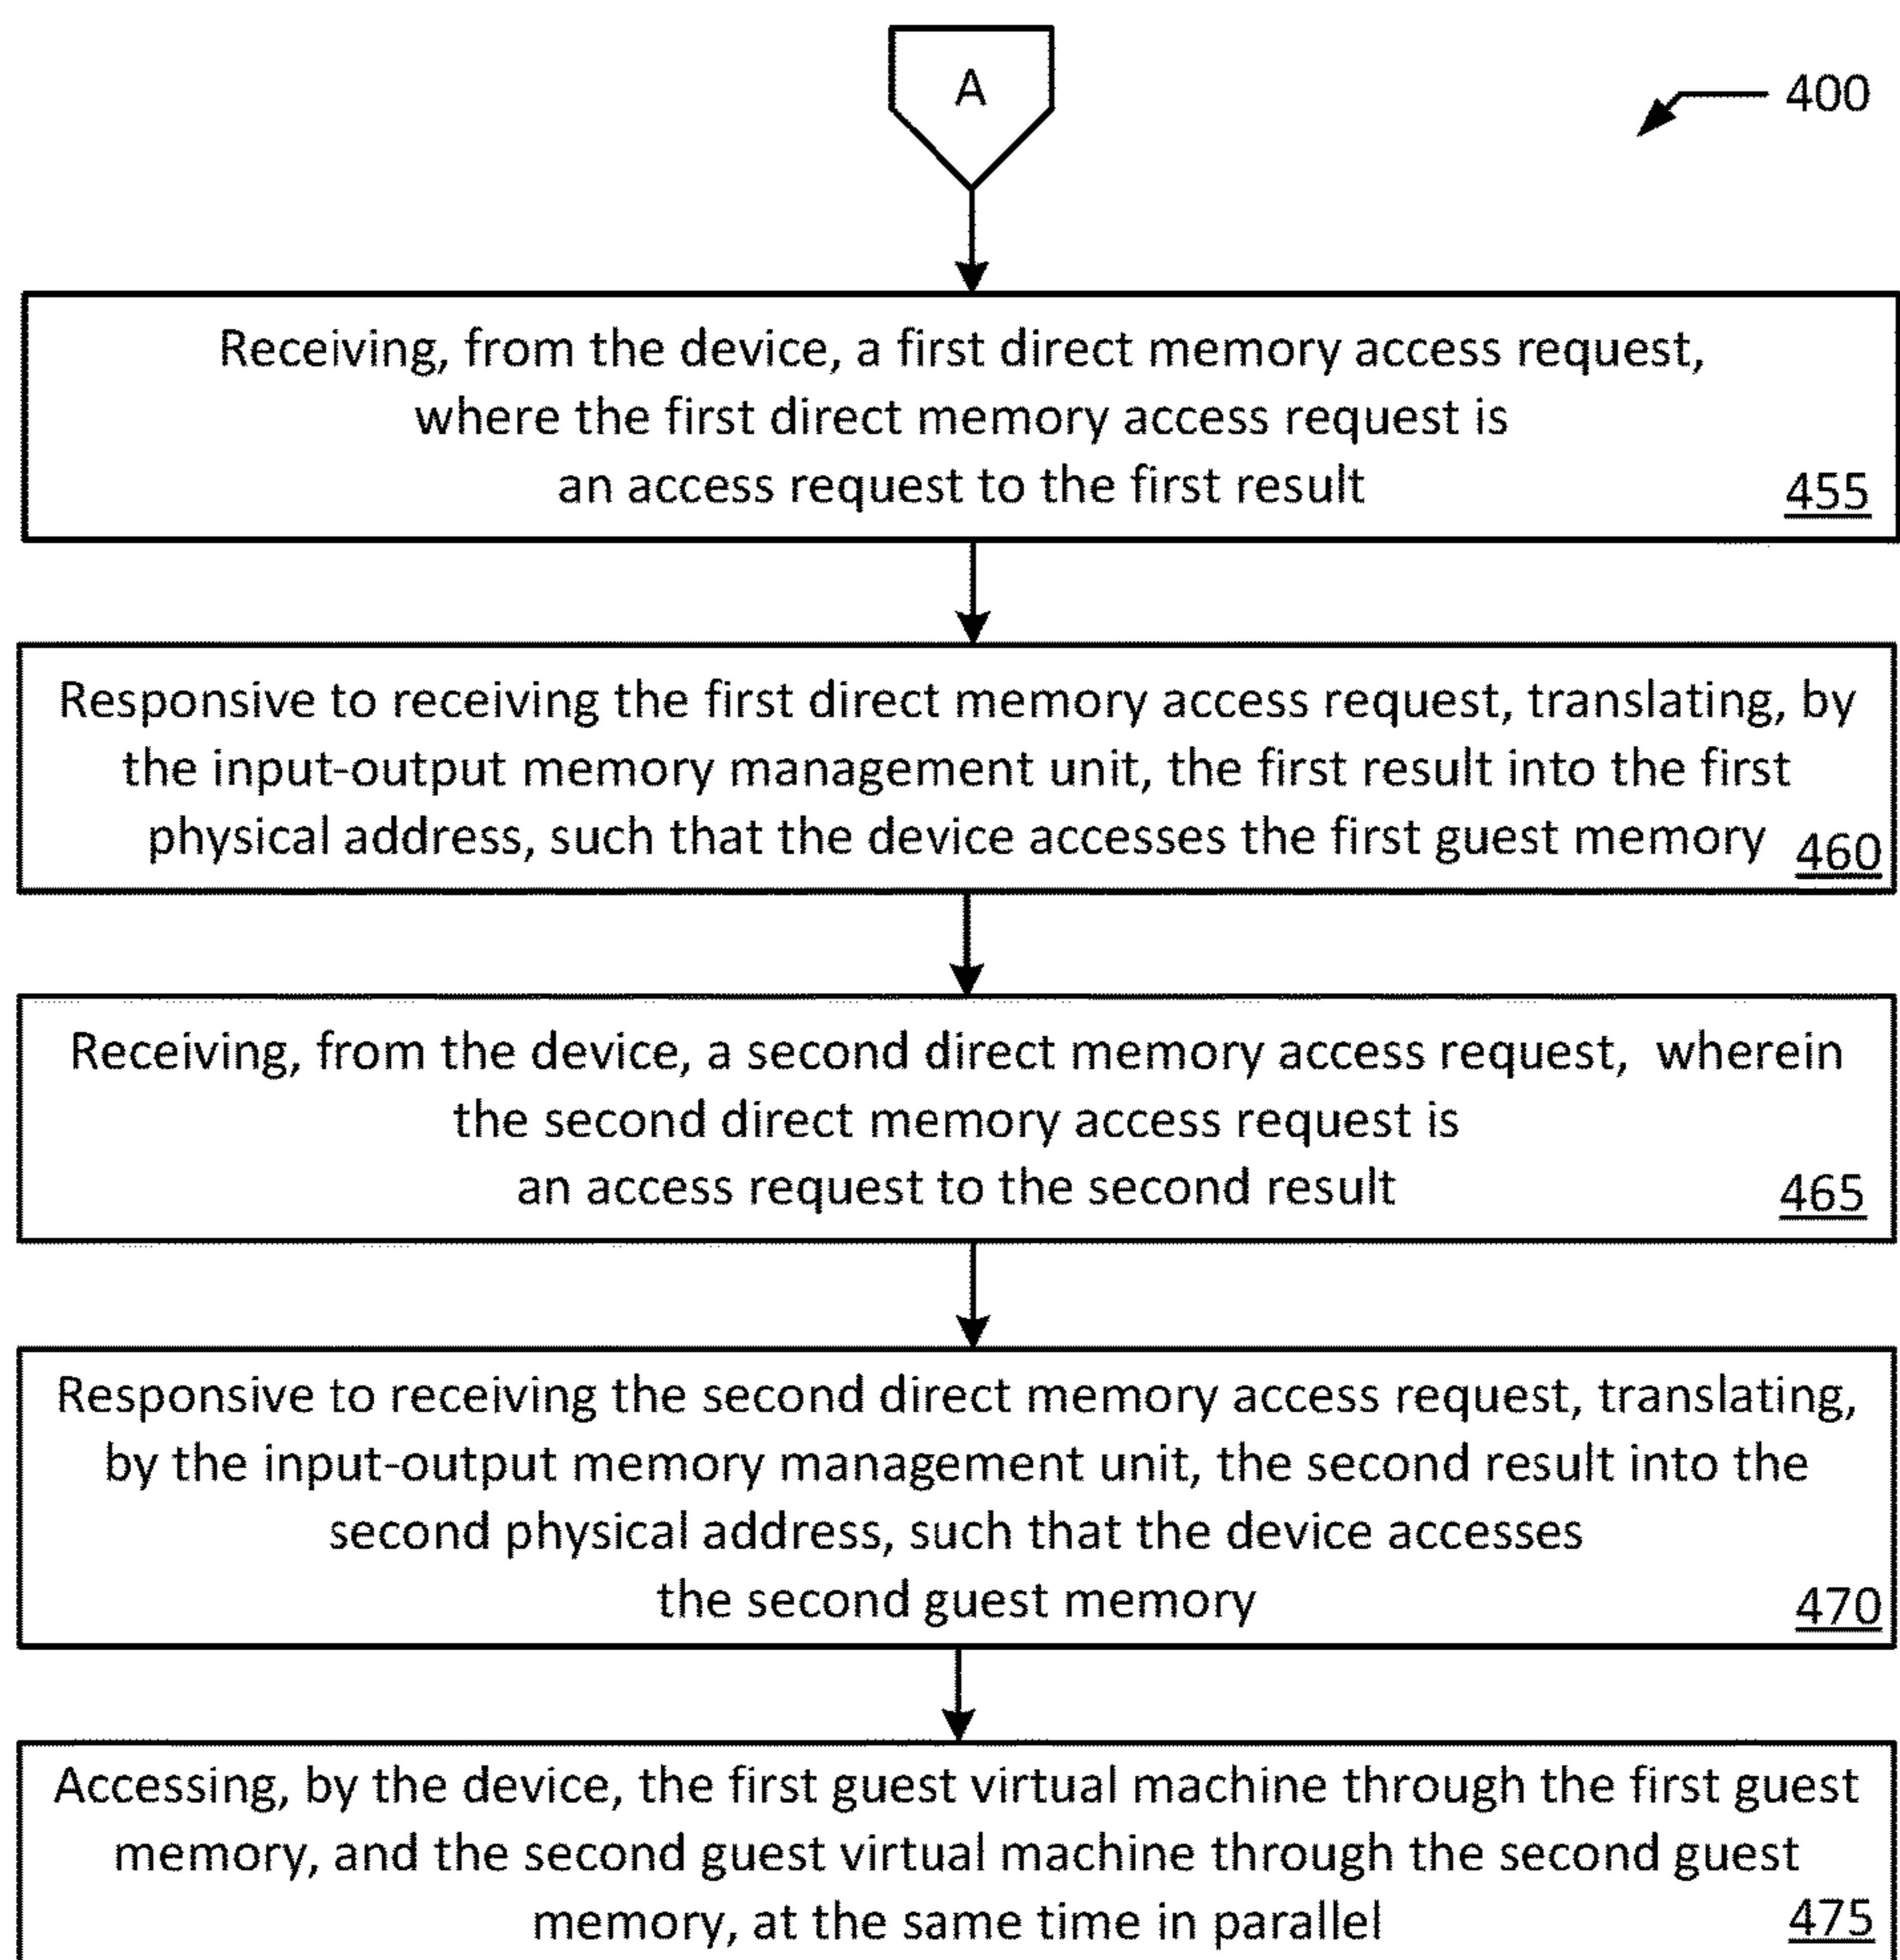 A
400
Receiving, from the device, a first direct memory access request,
where the first direct memory access request is
an access request to the first result
455
Responsive to receiving the first direct memory access request, translating, by
the input-output memory management unit, the first result into the first
physical address, such that the device accesses the first guest memory
460
Receiving, from the device, a second direct memory access request, wherein
the second direct memory access request is
an access request to the second result
465
Responsive to receiving the second direct memory access request, translating,
by the input-output memory management unit, the second result into the
second physical address, such that the device accesses
the second guest memory
470
Accessing, by the device, the first guest virtual machine through the first guest
memory, and the second guest virtual machine through the second guest
memory, at the same time in parallel
475